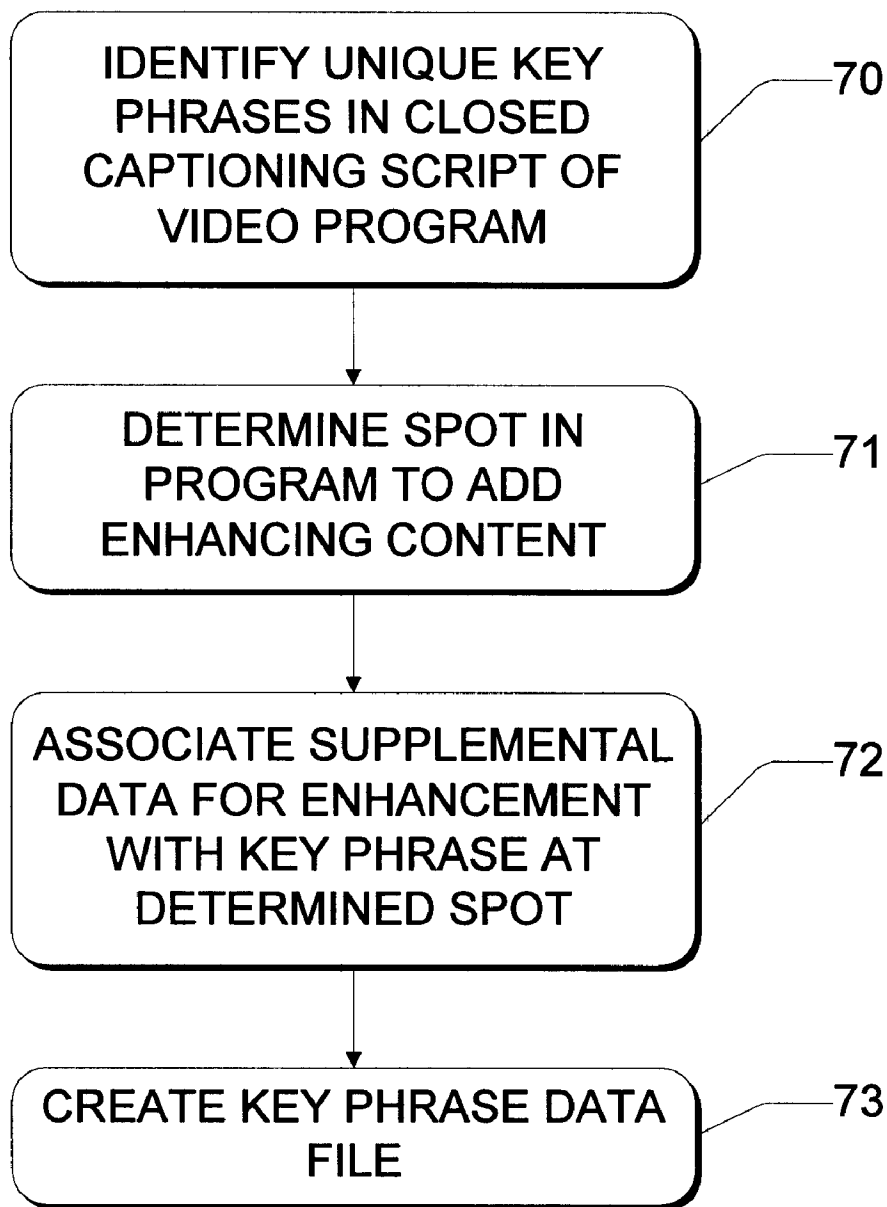 IDENTIFY UNIQUE KEY
PHRASES IN CLOSED
CAPTIONING SCRIPT OF
VIDEO PROGRAM
70
DETERMINE SPOT IN
PROGRAM TO ADD
ENHANCING CONTENT
71
ASSOCIATE SUPPLEMENTAL
DATA FOR ENHANCEMENT
WITH KEY PHRASE AT
DETERMINED SPOT
72
CREATE KEY PHRASE DATA
FILE
73